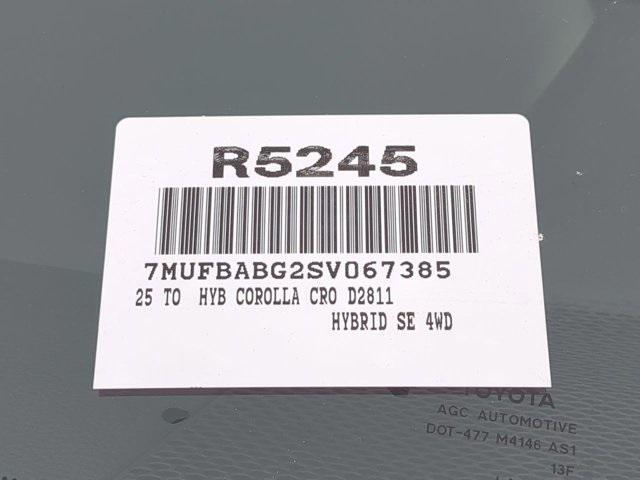 R5245
7MUFBABG2SV067385
25 TO HYB COROLLA CRO D2811
HYBRID SE 4WD
TOYOTA
AGC AUTOMOTIVE
DOT-477 M4146 AS1
13F